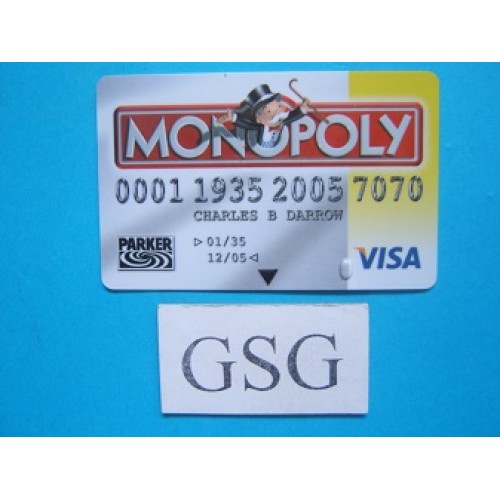 MONOPOLY
0001 1935 2005 7070
CHARLES B DARROW
PARKER
▷ 01/35
12/05 ◁
VISA
GSG